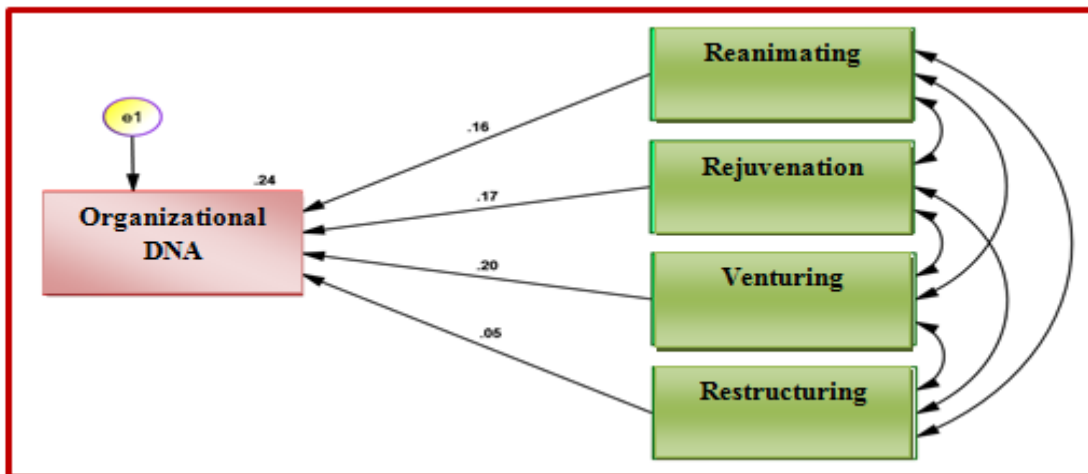 Reanimating
e1
.16
Rejuvenation
.24
.17
Organizational
DNA
.20
Venturing
.05
Restructuring